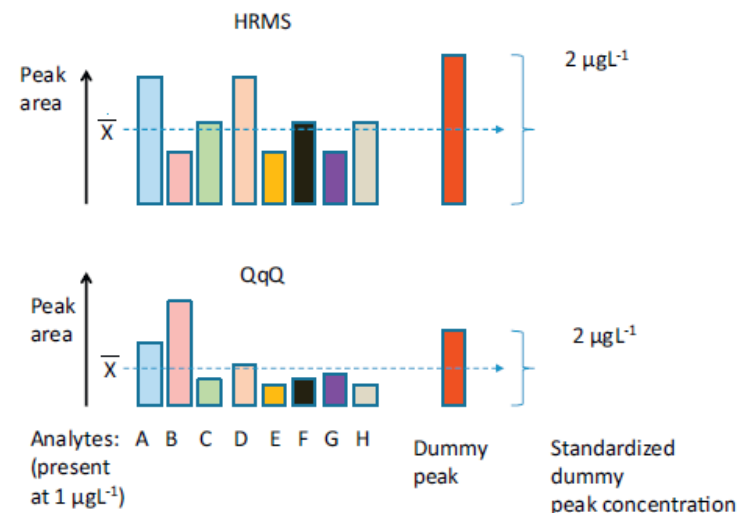 HRMS
Peak
area
X
2 µgL-1
QqQ
Peak
area
X
2 µgL-1
Analytes: A B C D E F G H
(present
at 1 µgL-1)
Dummy
peak
Standardized
dummy
peak concentration